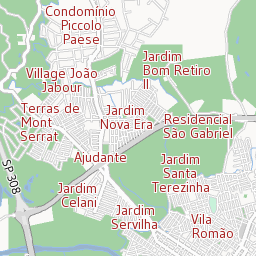 Condomínio
Piccolo
Paese
Jardim
Bom Retiro
II
Village João
Jabour
Terras de
Mont
Serrat
Jardim
Nova Era
Residencial
São Gabriel
Ajudante
SP 308
Jardim
Santa
Terezinha
Jardim
Celani
Jardim
Servilha
Vila
Romão